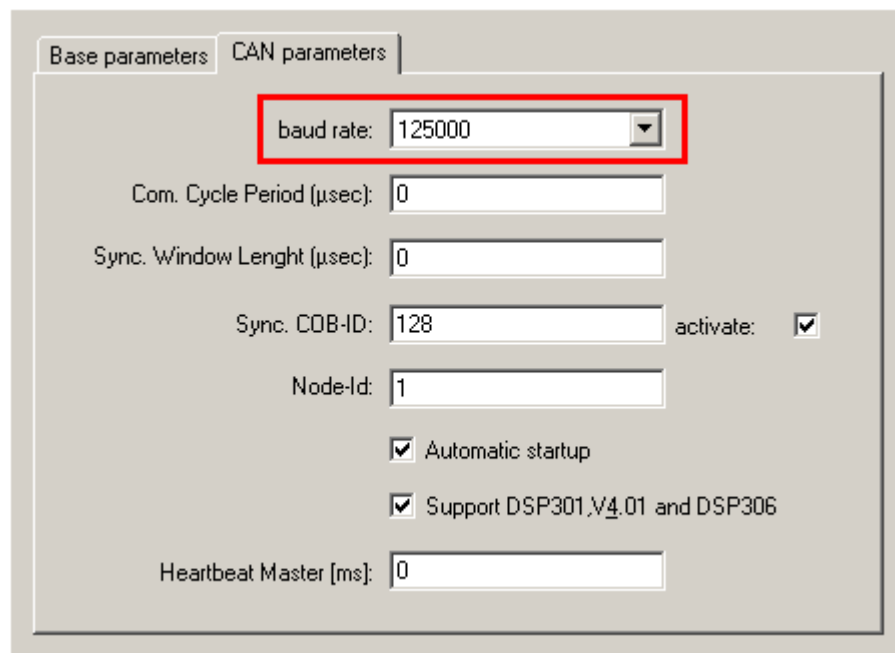 Base parameters CAN parameters
baud rate: 125000
Com. Cycle Period (µsec): 0
Sync. Window Lenght (µsec): 0
Sync. COB-ID: 128 activate:
Node-Id: 1
Automatic startup
Support DSP301,V4.01 and DSP306
Heartbeat Master [ms]: 0